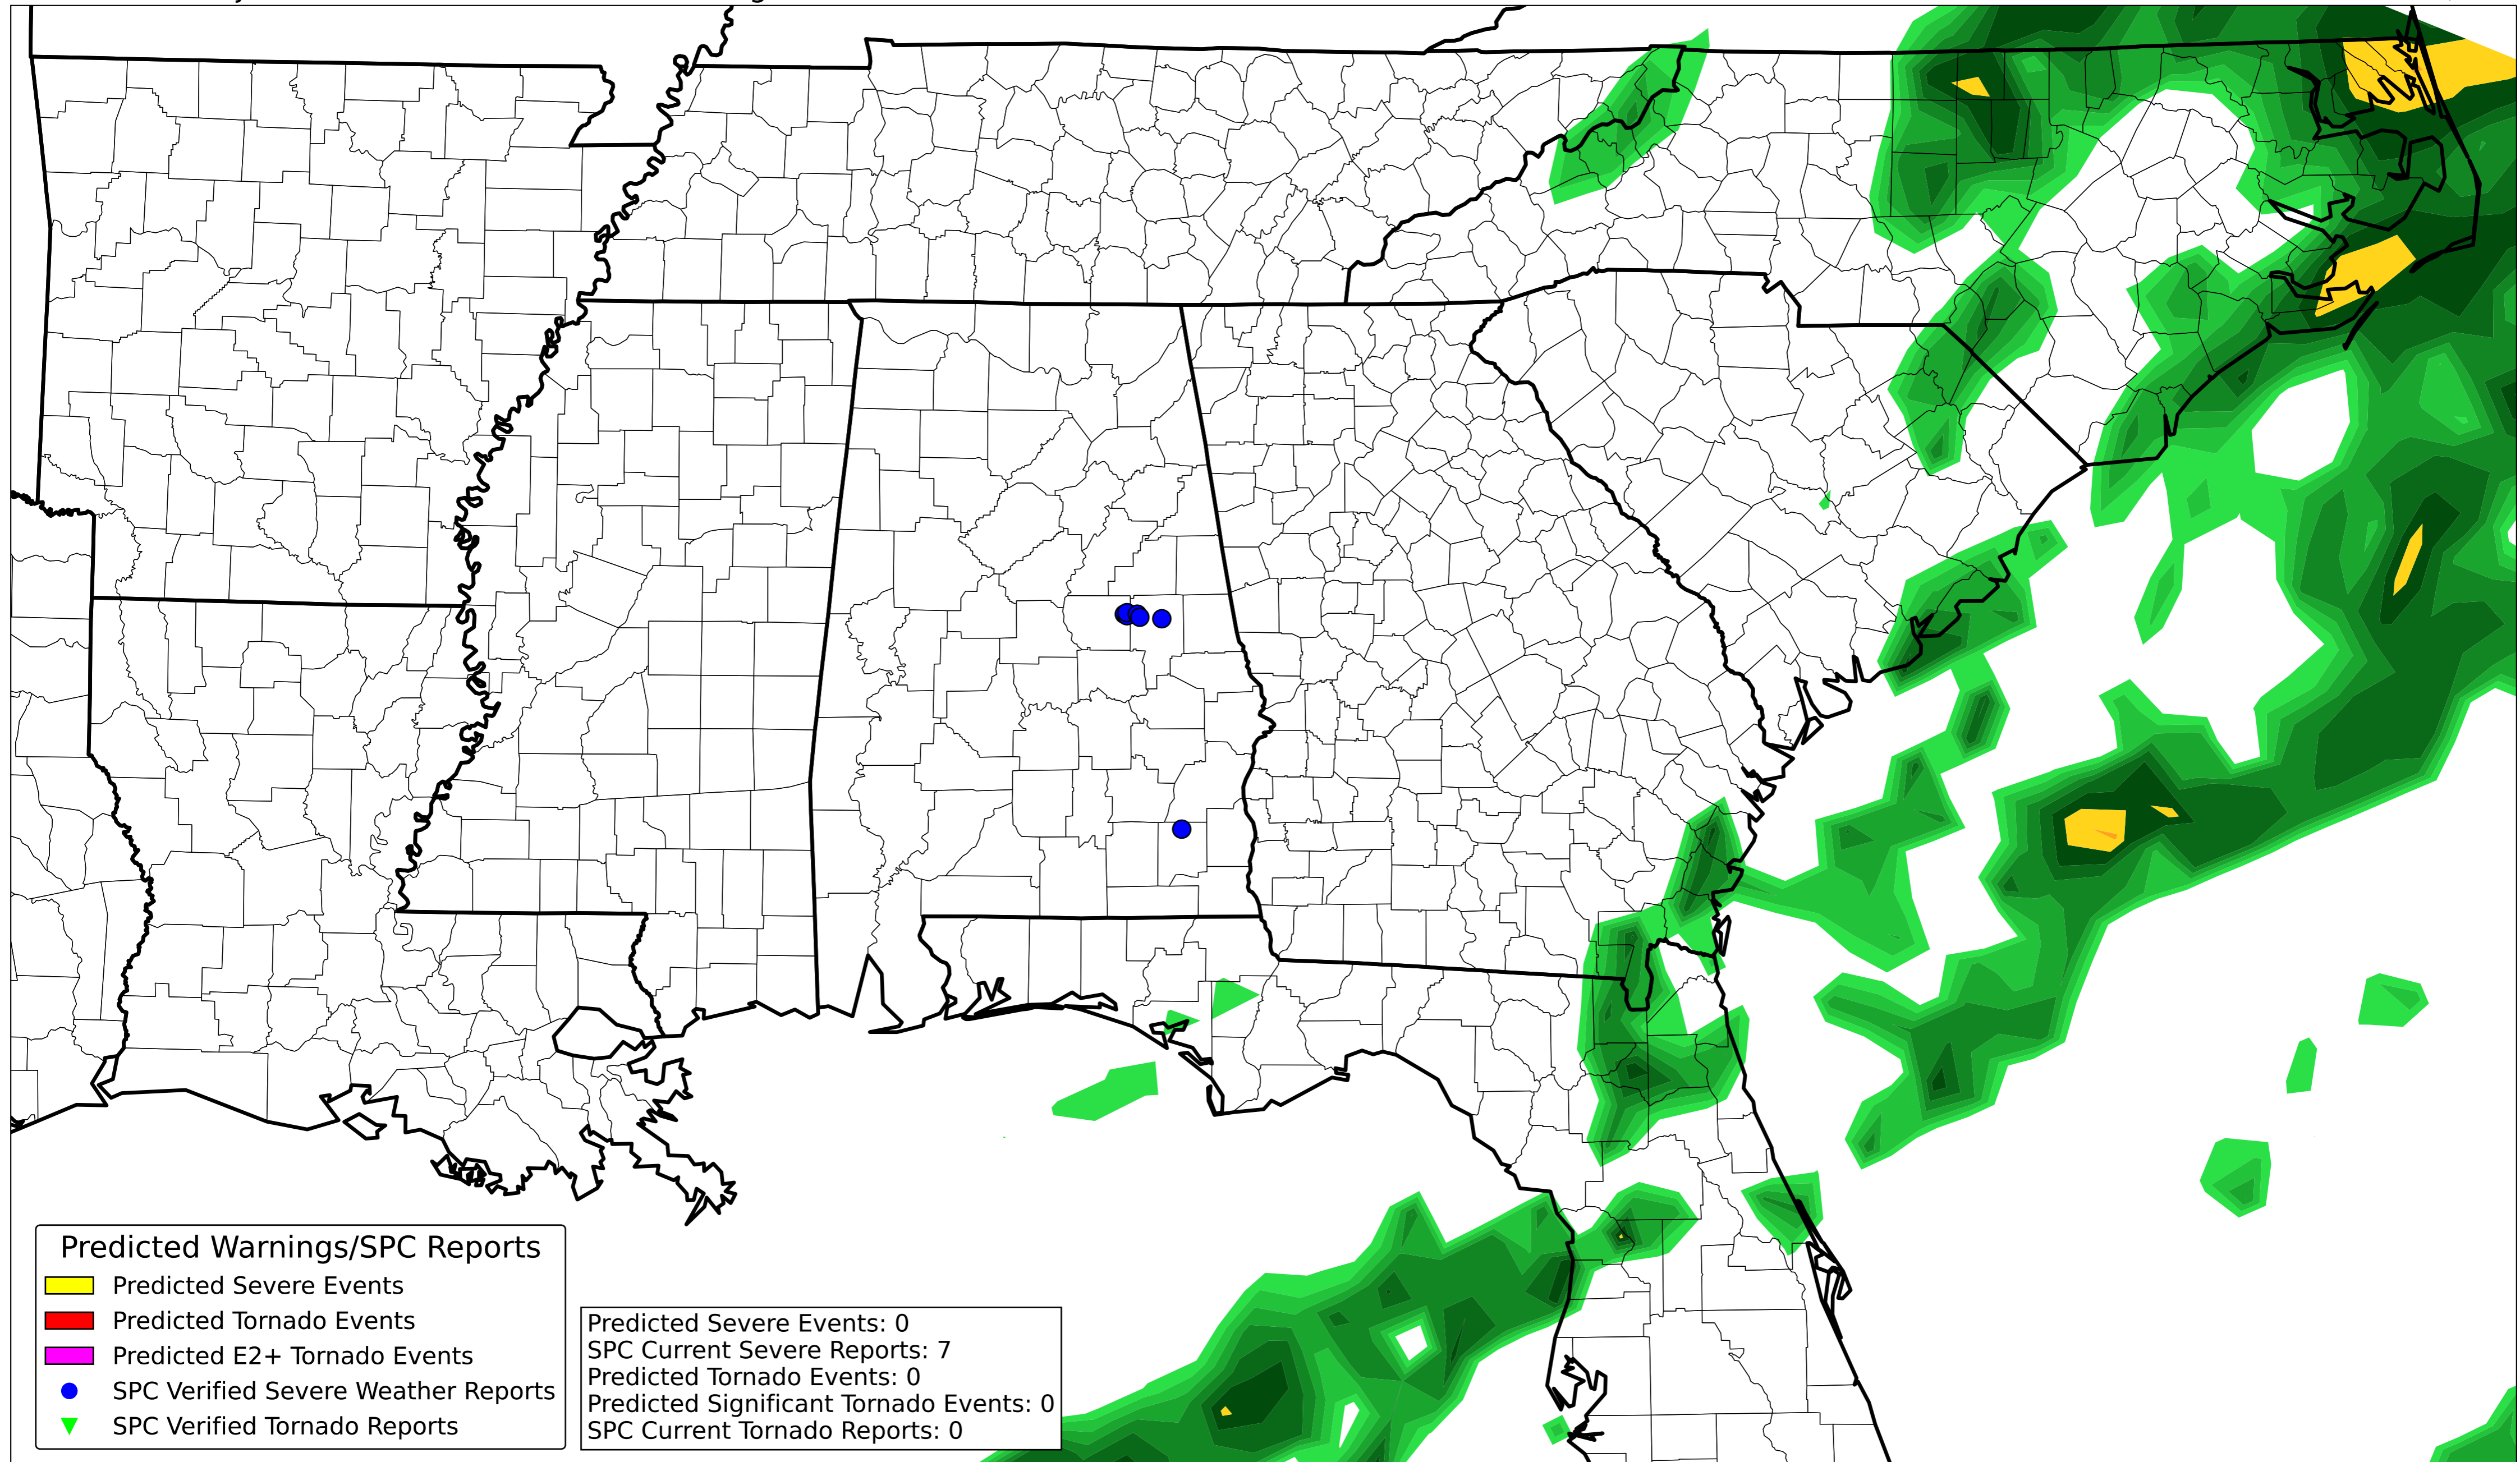 Predicted Warnings/SPC Reports
Predicted Severe Events
Predicted Tornado Events
Predicted E2+ Tornado Events
SPC Verified Severe Weather Reports
SPC Verified Tornado Reports
Predicted Severe Events: 0
SPC Current Severe Reports: 7
Predicted Tornado Events: 0
Predicted Significant Tornado Events: 0
SPC Current Tornado Reports: 0